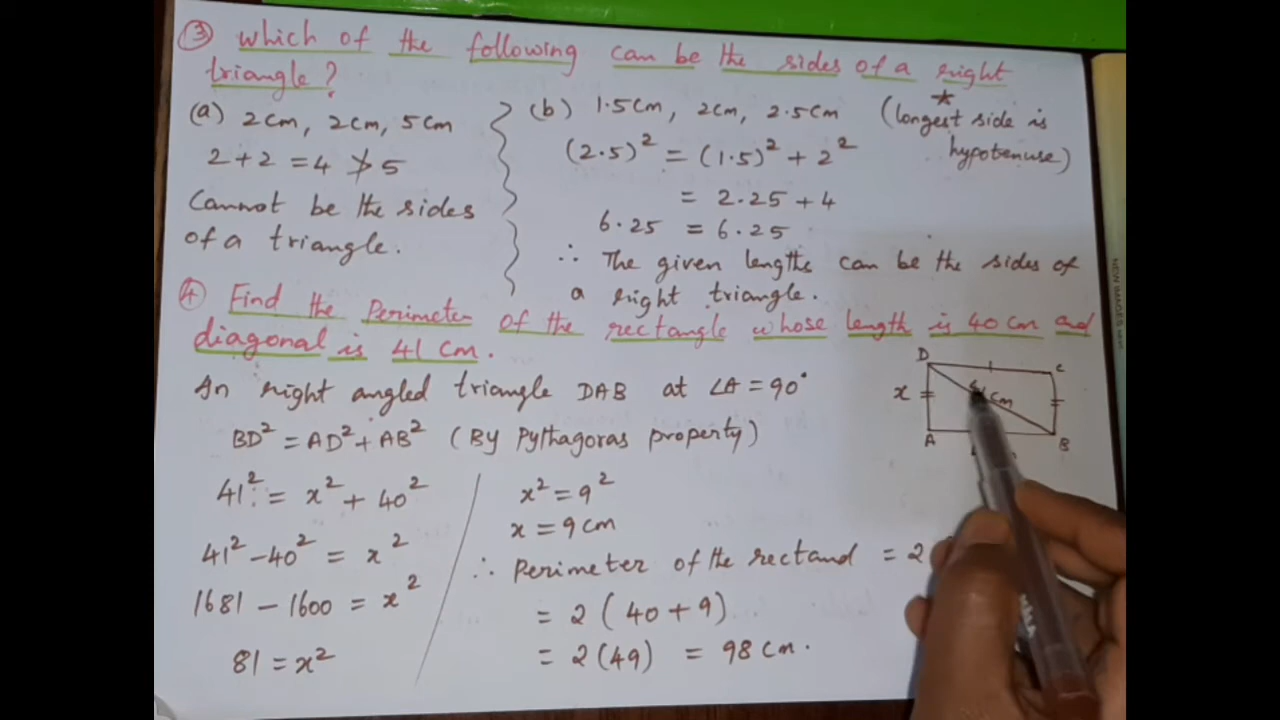 ③ Which of the following can be the sides of a right
triangle?
(a) 2cm, 2cm, 5cm
2 + 2 = 4 ≯ 5
Cannot be the sides
of a triangle.
(b) 1.5cm, 2cm, 2.5cm
(longest side is
hypotenuse)
(2.5)² = (1.5)² + 2²
= 2.25 + 4
6.25 = 6.25
∴ The given lengths can be the sides of
a right triangle.
④ Find the Perimeter of the rectangle whose length is 40 cm and
diagonal is 41 cm.
In right angled triangle DAB at ∠A = 90°
BD² = AD² + AB² (By Pythagoras property)
41² = x² + 40²
41² - 40² = x²
1681 - 1600 = x²
81 = x²
x² = 9²
x = 9 cm
∴ Perimeter of the rectand = 2
= 2 ( 40 + 9 )
= 2 (49) = 98 cm.
D C
x cm
A B
NEW IMAGES